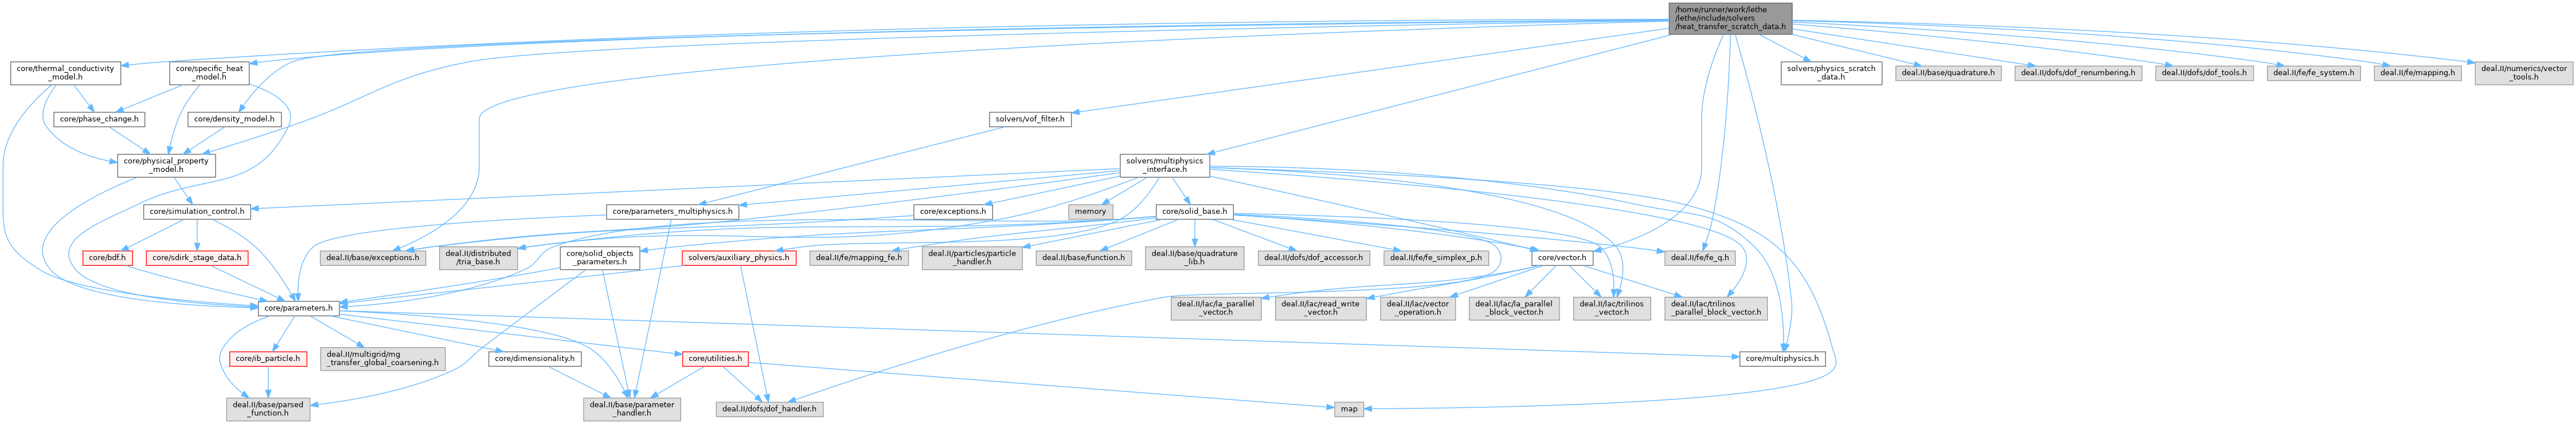 /home/runner/work/lethe
/lethe/include/solvers
/heat_transfer_scratch_data.h
core/thermal_conductivity
_model.h
core/specific_heat
_model.h
solvers/physics_scratch
_data.h
deal.II/base/quadrature.h
deal.II/dofs/dof_renumbering.h
deal.II/dofs/dof_tools.h
deal.II/fe/fe_system.h
deal.II/fe/mapping.h
deal.II/numerics/vector
_tools.h
core/phase_change.h
core/density_model.h
solvers/vof_filter.h
core/physical_property
_model.h
solvers/multiphysics
_interface.h
core/simulation_control.h
core/parameters_multiphysics.h
core/exceptions.h
memory
core/solid_base.h
core/bdf.h
core/sdirk_stage_data.h
deal.II/base/exceptions.h
deal.II/distributed
/tria_base.h
core/solid_objects
_parameters.h
solvers/auxiliary_physics.h
deal.II/fe/mapping_fe.h
deal.II/particles/particle
_handler.h
deal.II/base/function.h
deal.II/base/quadrature
_lib.h
deal.II/dofs/dof_accessor.h
deal.II/fe/fe_simplex_p.h
core/vector.h
deal.II/fe/fe_q.h
core/parameters.h
deal.II/lac/la_parallel
_vector.h
deal.II/lac/read_write
_vector.h
deal.II/lac/vector
_operation.h
deal.II/lac/la_parallel
_block_vector.h
deal.II/lac/trilinos
_vector.h
deal.II/lac/trilinos
_parallel_block_vector.h
core/ib_particle.h
deal.II/multigrid/mg
_transfer_global_coarsening.h
core/dimensionality.h
core/utilities.h
core/multiphysics.h
deal.II/base/parsed
_function.h
deal.II/base/parameter
_handler.h
deal.II/dofs/dof_handler.h
map